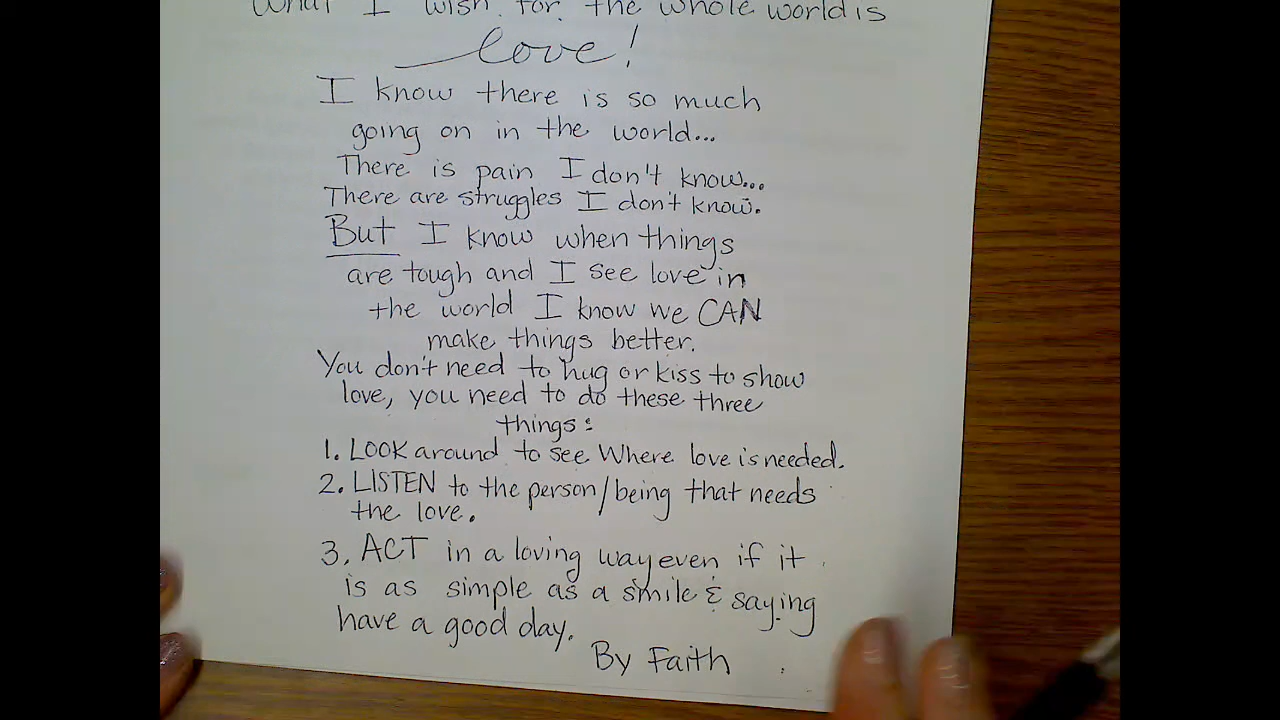 What I wish for the whole world is
love!
I know there is so much
going on in the world...
There is pain I don't know...
There are struggles I don't know.
But I know when things
are tough and I see love in
the world I know we CAN
make things better.
You don't need to hug or kiss to show
love, you need to do these three
things:
1. LOOK around to see Where love is needed.
2. LISTEN to the person/being that needs
the love.
3. ACT in a loving way even if it
is as simple as a smile & saying
have a good day.
By Faith